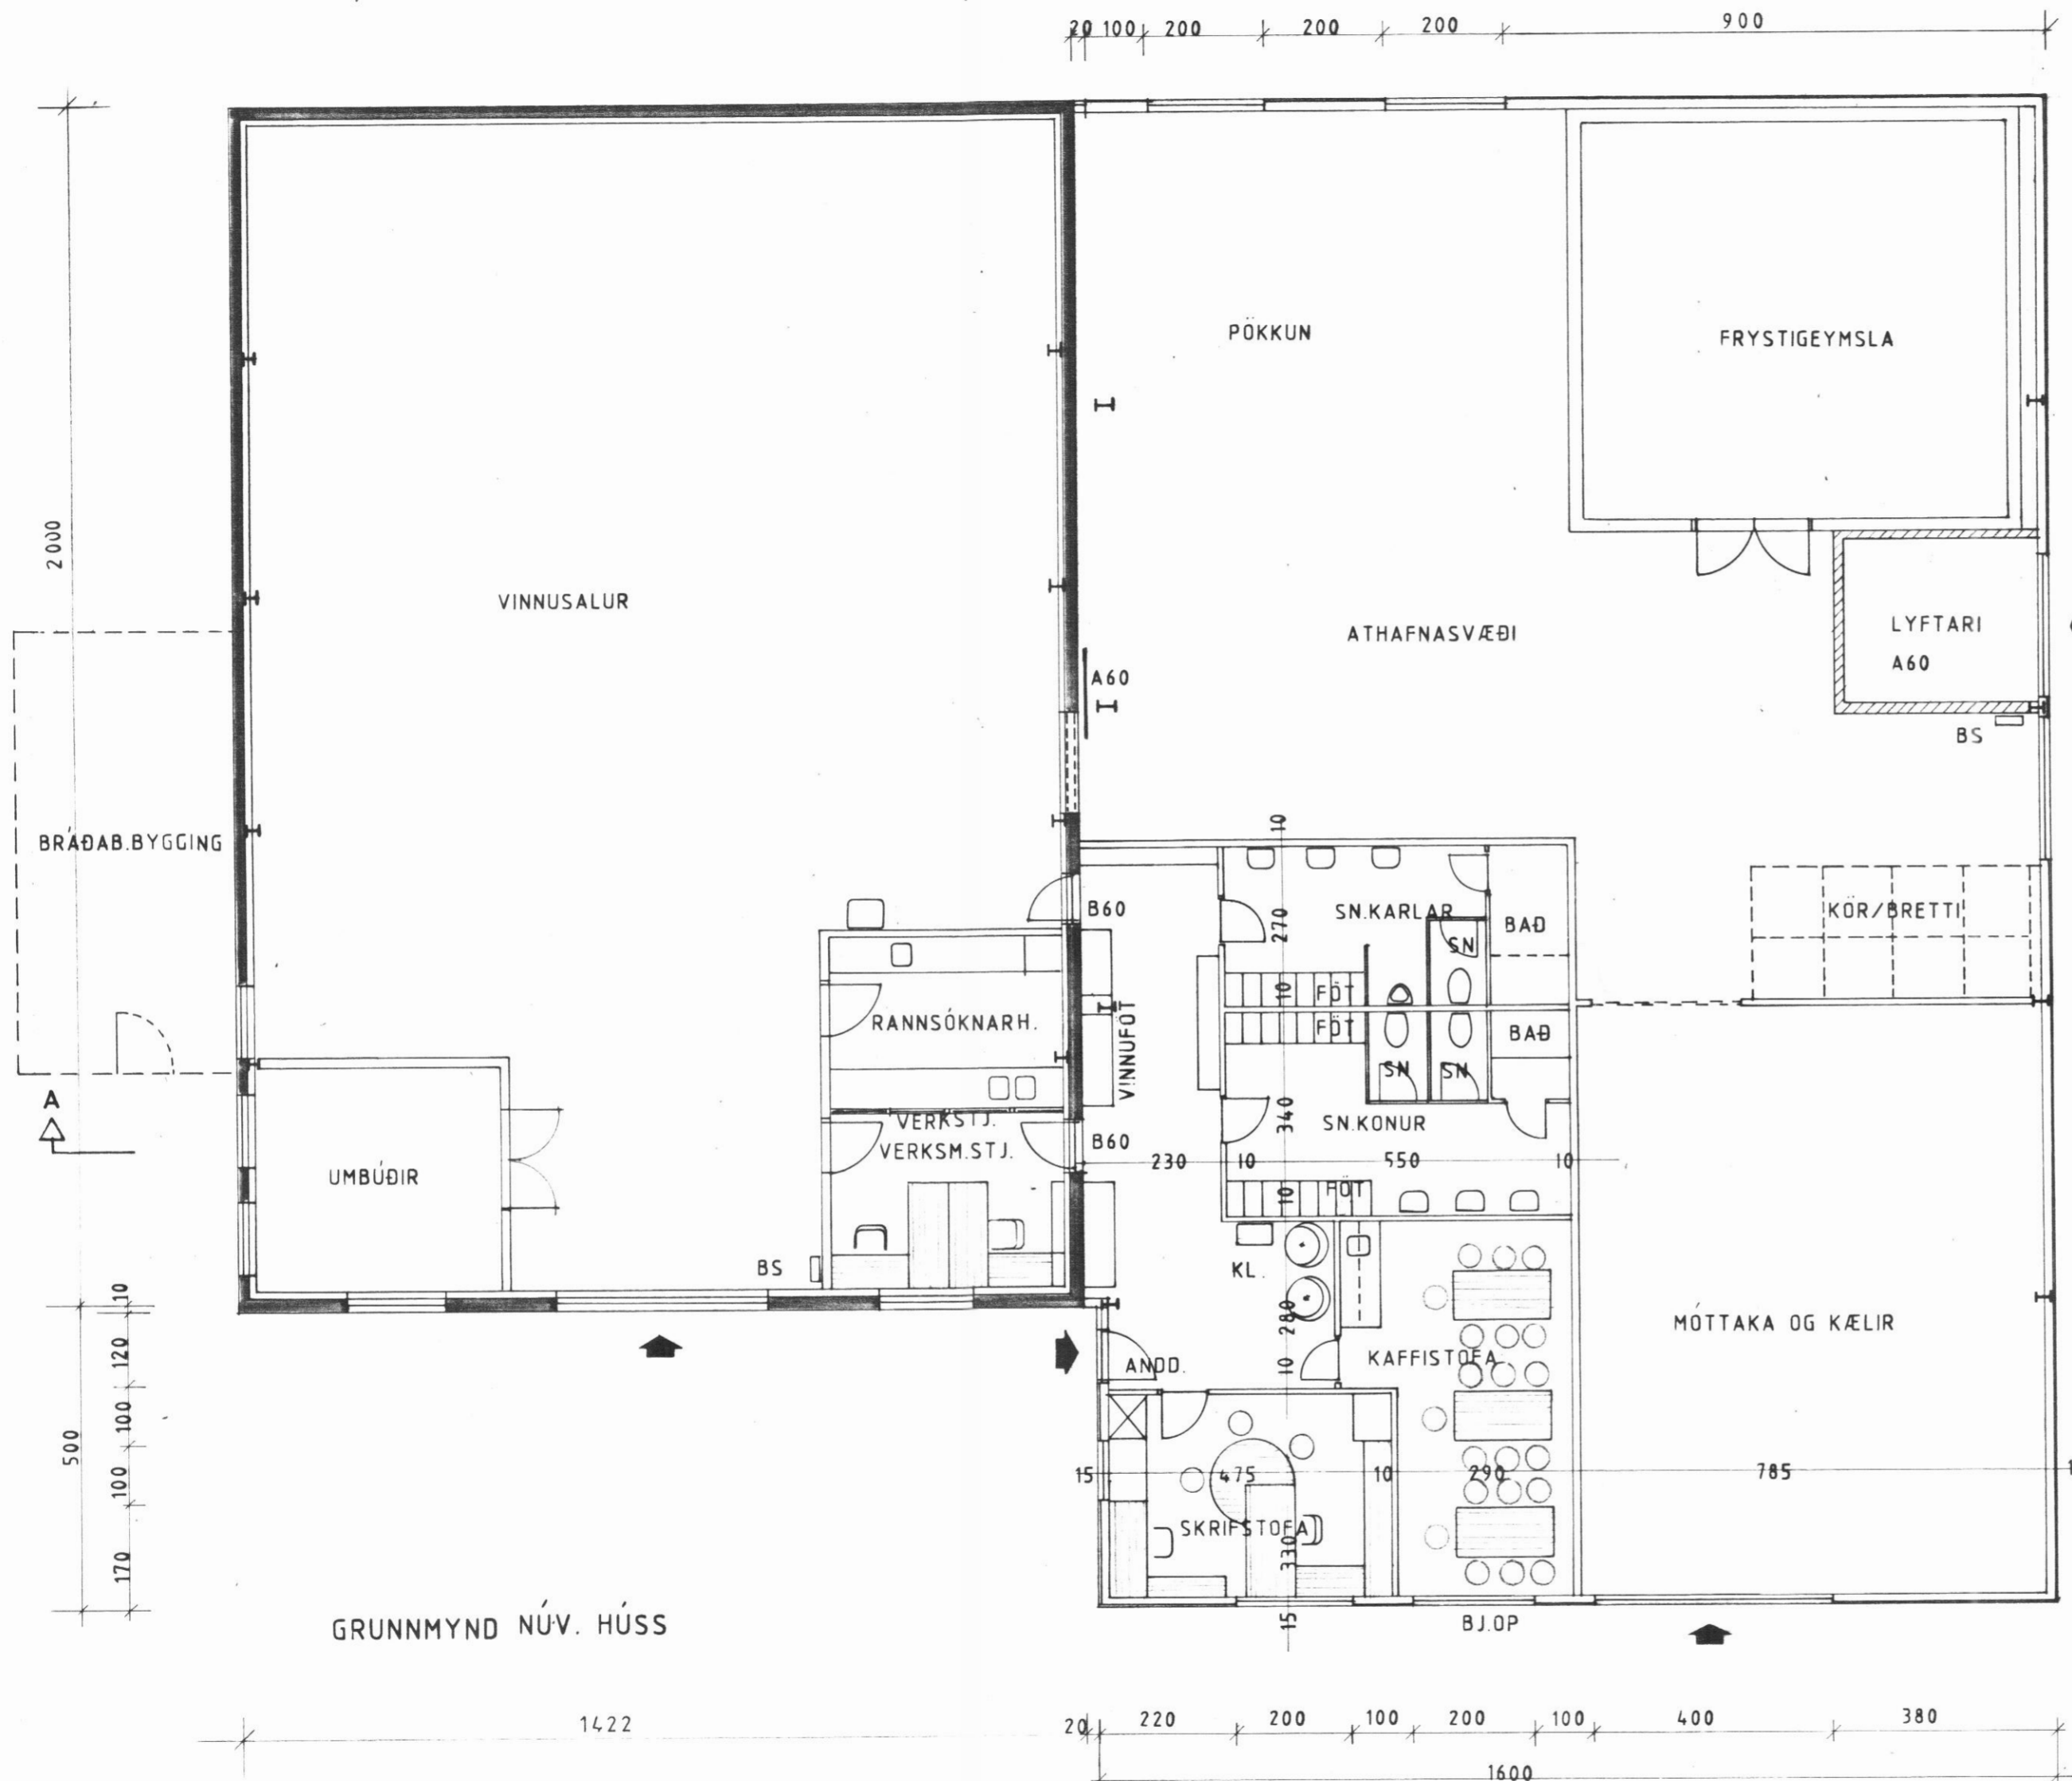 20 100 200 200 200 900
2000
PÖKKUN
FRYSTIGEYMSLA
VINNUSALUR
ATHAFNASVÆÐI
LYFTARI
A60
A60
BS
BRÁÐAB.BYGGING
10
B60
270
SN.KARLAR
SN
BAÐ
KÖR/BRETTI
10
FÖT
RANNSÓKNARH.
VINNUFÖT
FÖT
BAÐ
SN
SN
A
VERKSTJ.
VERKSM.STJ.
B60
340
SN.KONUR
230 10 550 10
UMBÚÐIR
10
FÖT
BS
KL.
10
280
MÓTTAKA OG KÆLIR
120
ANDD.
10
KAFFISTOFA
100
500
15 475 10 290 785
100
SKRIFSTOFA
330
170
GRUNNMYND NÚV. HÚSS
15
BJ.OP
1422
20 220 200 100 200 100 400 380
1600